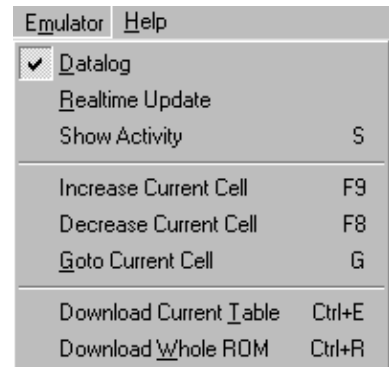 Emulator Help
Datalog
Realtime Update
Show Activity S
Increase Current Cell F9
Decrease Current Cell F8
Goto Current Cell G
Download Current Table Ctrl+E
Download Whole ROM Ctrl+R